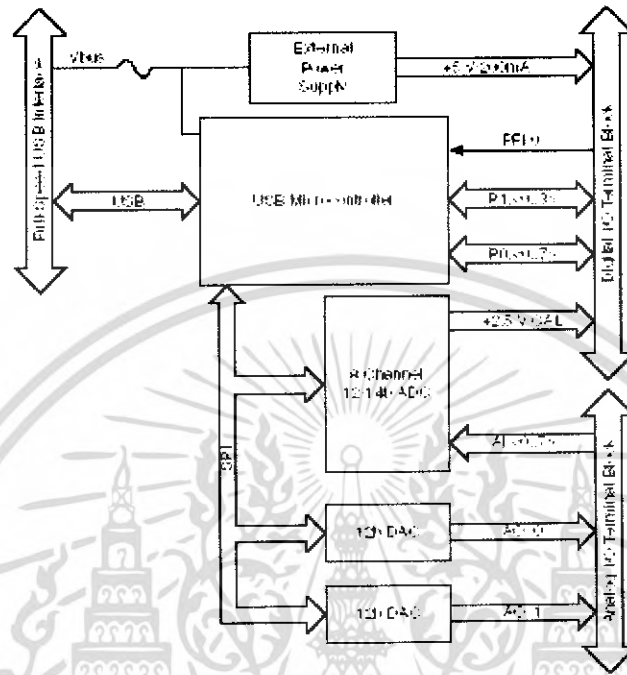 Vbus
External
Power
Supply
+5 V/200mA
Full-Speed USB Interface
USB
USB Microcontroller
PFI 0
P1.<0..3>
P0.<0..7>
Digital I/O Terminal Block
+2.5 V CAL
8 Channel
12/14b ADC
AI <0..7>
SPI
12b DAC
AO 0
12b DAC
AO 1
Analog I/O Terminal Block